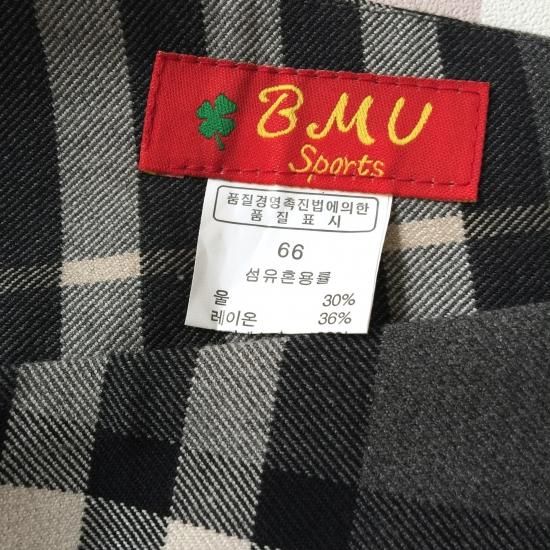 BMU
Sports
품질경영촉진법에의한
품질표시
66
섬유혼용률
울 30%
레이온 36%